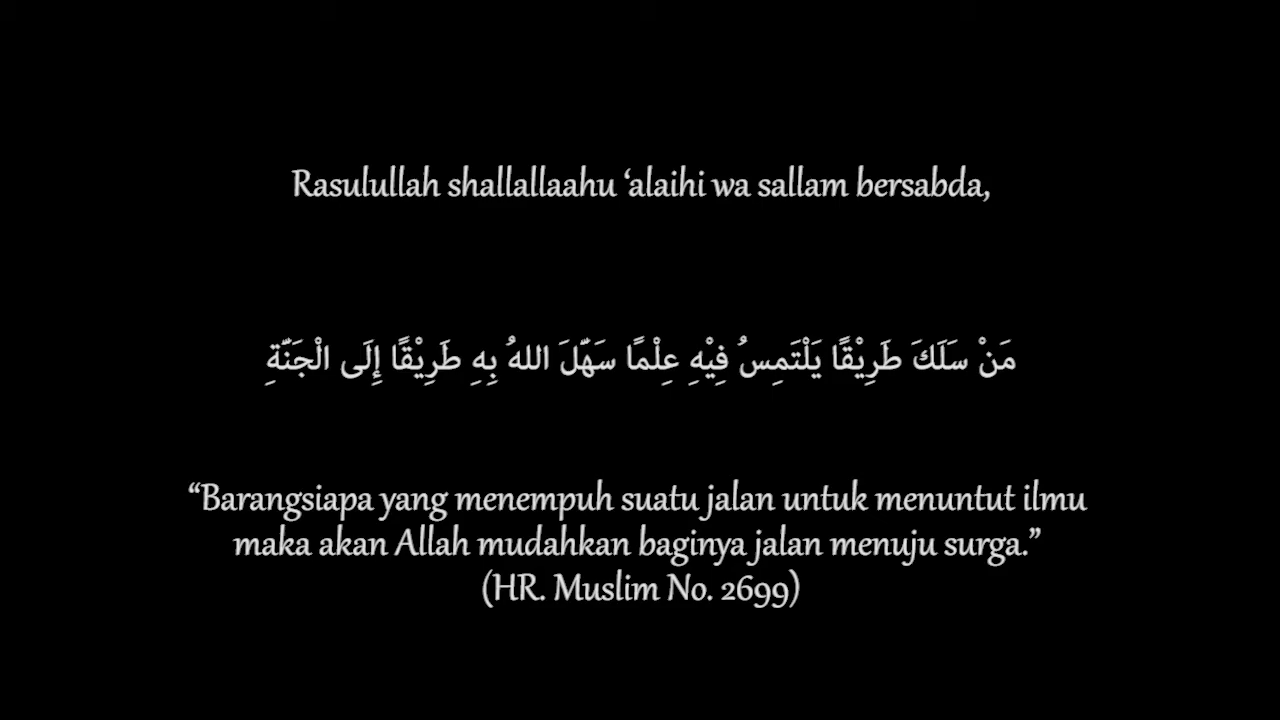 Rasulullah shallallaahu ‘alaihi wa sallam bersabda,
مَنْ سَلَكَ طَرِيْقًا يَلْتَمِسُ فِيْهِ عِلْمًا سَهَّلَ اللهُ بِهِ طَرِيْقًا إِلَى الْجَنَّةِ
“Barangsiapa yang menempuh suatu jalan untuk menuntut ilmu
maka akan Allah mudahkan baginya jalan menuju surga.”
(HR. Muslim No. 2699)